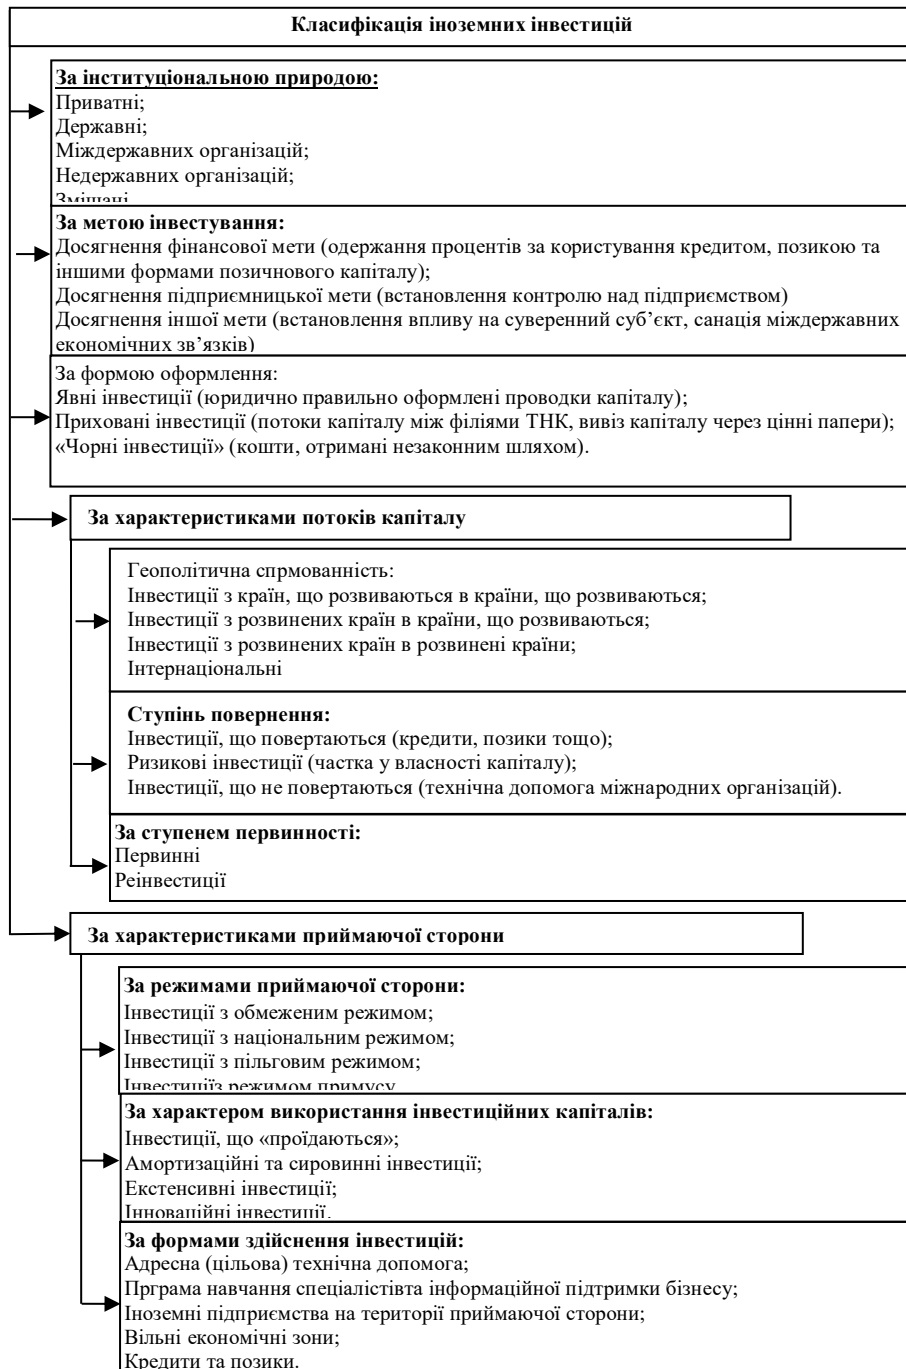 Класифікація іноземних інвестицій
За інституціональною природою:
Приватні;
Державні;
Міждержавних організацій;
Недержавних організацій;
Змішані
За метою інвестування:
Досягнення фінансової мети (одержання процентів за користування кредитом, позикою та
іншими формами позичнового капіталу);
Досягнення підприємницької мети (встановлення контролю над підприємством)
Досягнення іншої мети (встановлення впливу на суверенний суб’єкт, санація міждержавних
економічних зв’язків)
За формою оформлення:
Явні інвестиції (юридично правильно оформлені проводки капіталу);
Приховані інвестиції (потоки капіталу між філіями ТНК, вивіз капіталу через цінні папери);
«Чорні інвестиції» (кошти, отримані незаконним шляхом).
За характеристиками потоків капіталу
Геополітична спрмованність:
Інвестиції з країн, що розвиваються в країни, що розвиваються;
Інвестиції з розвинених країн в країни, що розвиваються;
Інвестиції з розвинених країн в розвинені країни;
Інтернаціональні
Ступінь повернення:
Інвестиції, що повертаються (кредити, позики тощо);
Ризикові інвестиції (частка у власності капіталу);
Інвестиції, що не повертаються (технічна допомога міжнародних організацій).
За ступенем первинності:
Первинні
Реінвестиції
За характеристиками приймаючої сторони
За режимами приймаючої сторони:
Інвестиції з обмеженим режимом;
Інвестиції з національним режимом;
Інвестиції з пільговим режимом;
Інвестиціїз режимом примусу
За характером використання інвестиційних капіталів:
Інвестиції, що «проїдаються»;
Амортизаційні та сировинні інвестиції;
Екстенсивні інвестиції;
Інноваційні інвестиції.
За формами здійснення інвестицій:
Адресна (цільова) технічна допомога;
Прграма навчання спеціалістівта інформаційної підтримки бізнесу;
Іноземні підприємства на території приймаючої сторони;
Вільні економічні зони;
Кредити та позики.